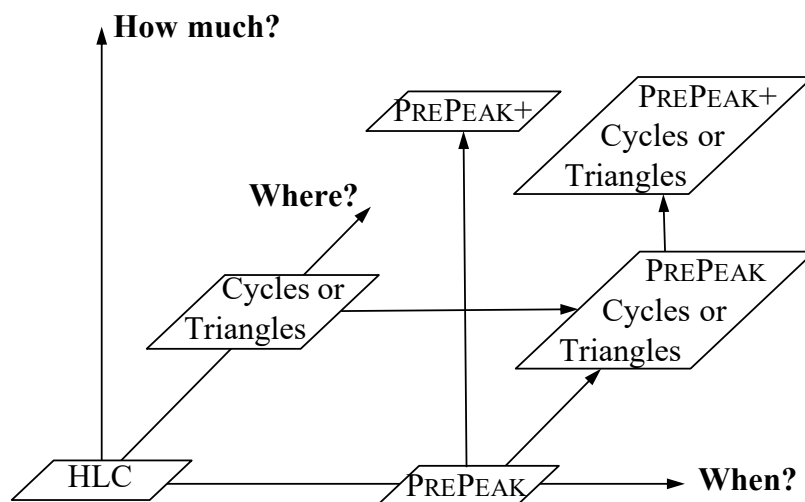 How much?
PREPEAK+
PREPEAK+
Cycles or
Triangles
Where?
Cycles or
Triangles
PREPEAK
Cycles or
Triangles
HLC
PREPEAK
When?